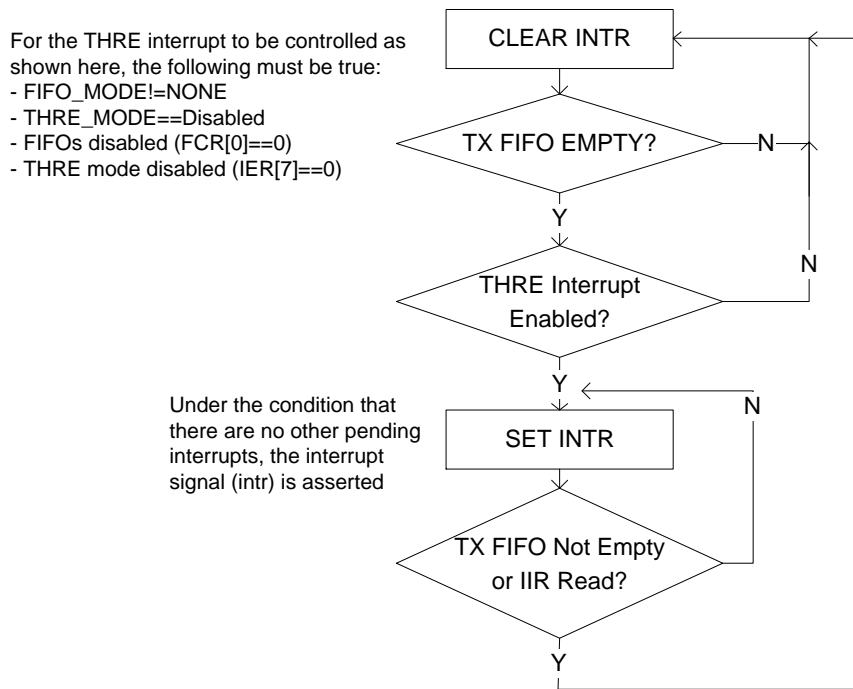 For the THRE interrupt to be controlled as
shown here, the following must be true:
- FIFO_MODE!=NONE
- THRE_MODE==Disabled
- FIFOs disabled (FCR[0]==0)
- THRE mode disabled (IER[7]==0)
CLEAR INTR
TX FIFO EMPTY?
N
Y
N
THRE Interrupt
Enabled?
Y
N
Under the condition that
there are no other pending
interrupts, the interrupt
signal (intr) is asserted
SET INTR
TX FIFO Not Empty
or IIR Read?
Y